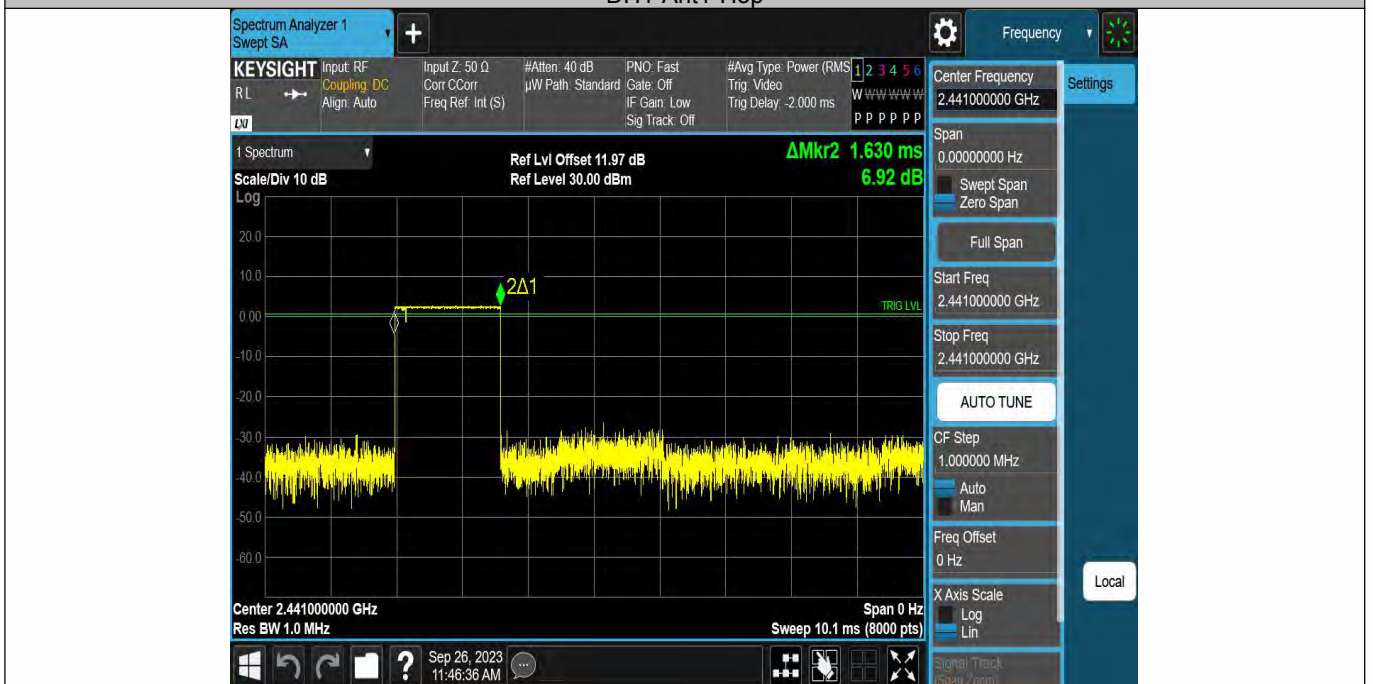 Spectrum Analyzer 1
Swept SA
Frequency
KEYSIGHT
RL
LXI
Input: RF
Coupling: DC
Align: Auto
Input Z: 50 Ω
Corr CCorr
Freq Ref: Int (S)
#Atten: 40 dB
µW Path: Standard
PNO: Fast
Gate: Off
IF Gain: Low
Sig Track: Off
#Avg Type: Power (RMS
Trig: Video
Trig Delay: -2.000 ms
1 2 3 4 5 6
W W W W W W
P P P P P P
Center Frequency
2.441000000 GHz
Settings
1 Spectrum
Scale/Div 10 dB
Log
Ref Lvl Offset 11.97 dB
Ref Level 30.00 dBm
ΔMkr2 1.630 ms
6.92 dB
Span
0.00000000 Hz
Swept Span
Zero Span
Full Span
Start Freq
2.441000000 GHz
Stop Freq
2.441000000 GHz
AUTO TUNE
CF Step
1.000000 MHz
Auto
Man
Freq Offset
0 Hz
X Axis Scale
Log
Lin
Signal Track
(Span Zoom)
Local
20.0
10.0
0.00
-10.0
-20.0
-30.0
-40.0
-50.0
-60.0
2Δ1
TRIG LVL
Center 2.441000000 GHz
Res BW 1.0 MHz
Span 0 Hz
Sweep 10.1 ms (8000 pts)
?
Sep 26, 2023
11:46:36 AM